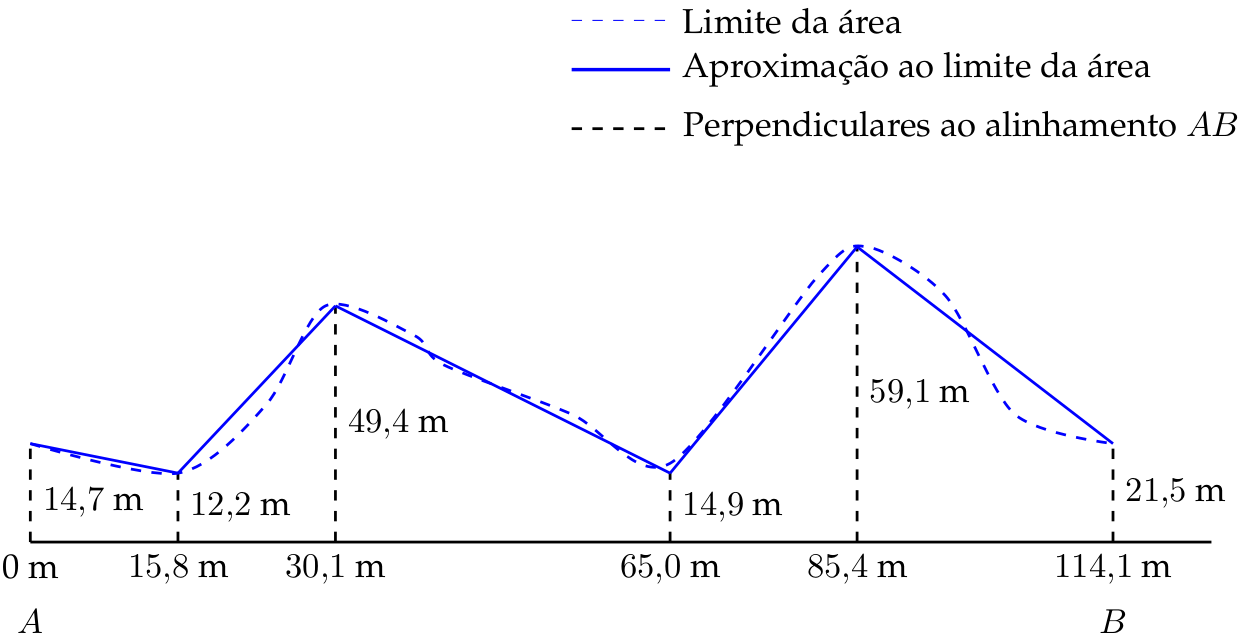 Limite da área
Aproximação ao limite da área
Perpendiculares ao alinhamento AB
59,1 m
49,4 m
14,7 m
12,2 m
14,9 m
21,5 m
0 m
15,8 m
30,1 m
65,0 m
85,4 m
114,1 m
A
B